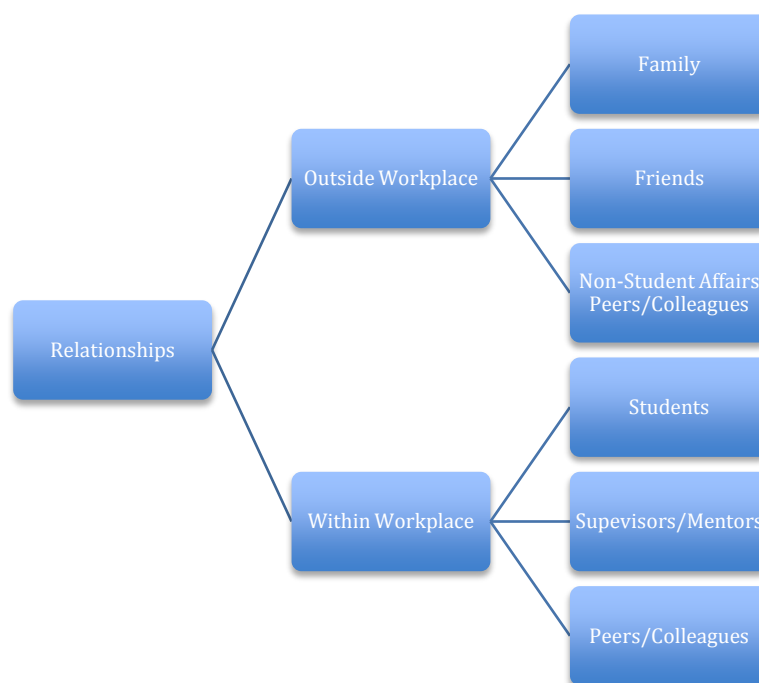 Family
Outside Workplace
Friends
Non-Student Affairs
Peers/Colleagues
Relationships
Students
Within Workplace
Supevisors/Mentors
Peers/Colleagues